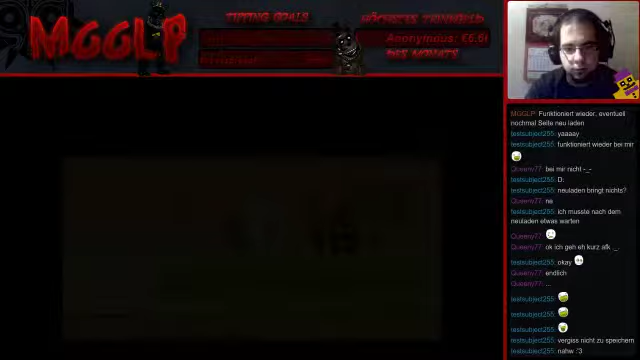 MGGLP
TIPPING GOALS
HÖCHSTES TRINKGELD
Anonymous: €6.6
DES MONATS
MGGLP: Funktioniert wieder, eventuell
nochmal Seite neu laden
testsubject255: yaaaay
testsubject255: funktioniert wieder bei mir
Queeny77: bei mir nicht -_-
testsubject255: D:
testsubject255: neuladen bringt nichts?
Queeny77: ne
testsubject255: ich musste nach dem
neuladen etwas warten
Queeny77:
Queeny77: ok ich geh eh kurz afk _.
testsubject255: okay
Queeny77: endlich
Queeny77: ...
testsubject255:
testsubject255:
testsubject255:
testsubject255: vergiss nicht zu speichern
testsubject255: nahw :'3